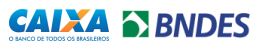 CAIXA BNDES
O BANCO DE TODOS OS BRASILEIROS